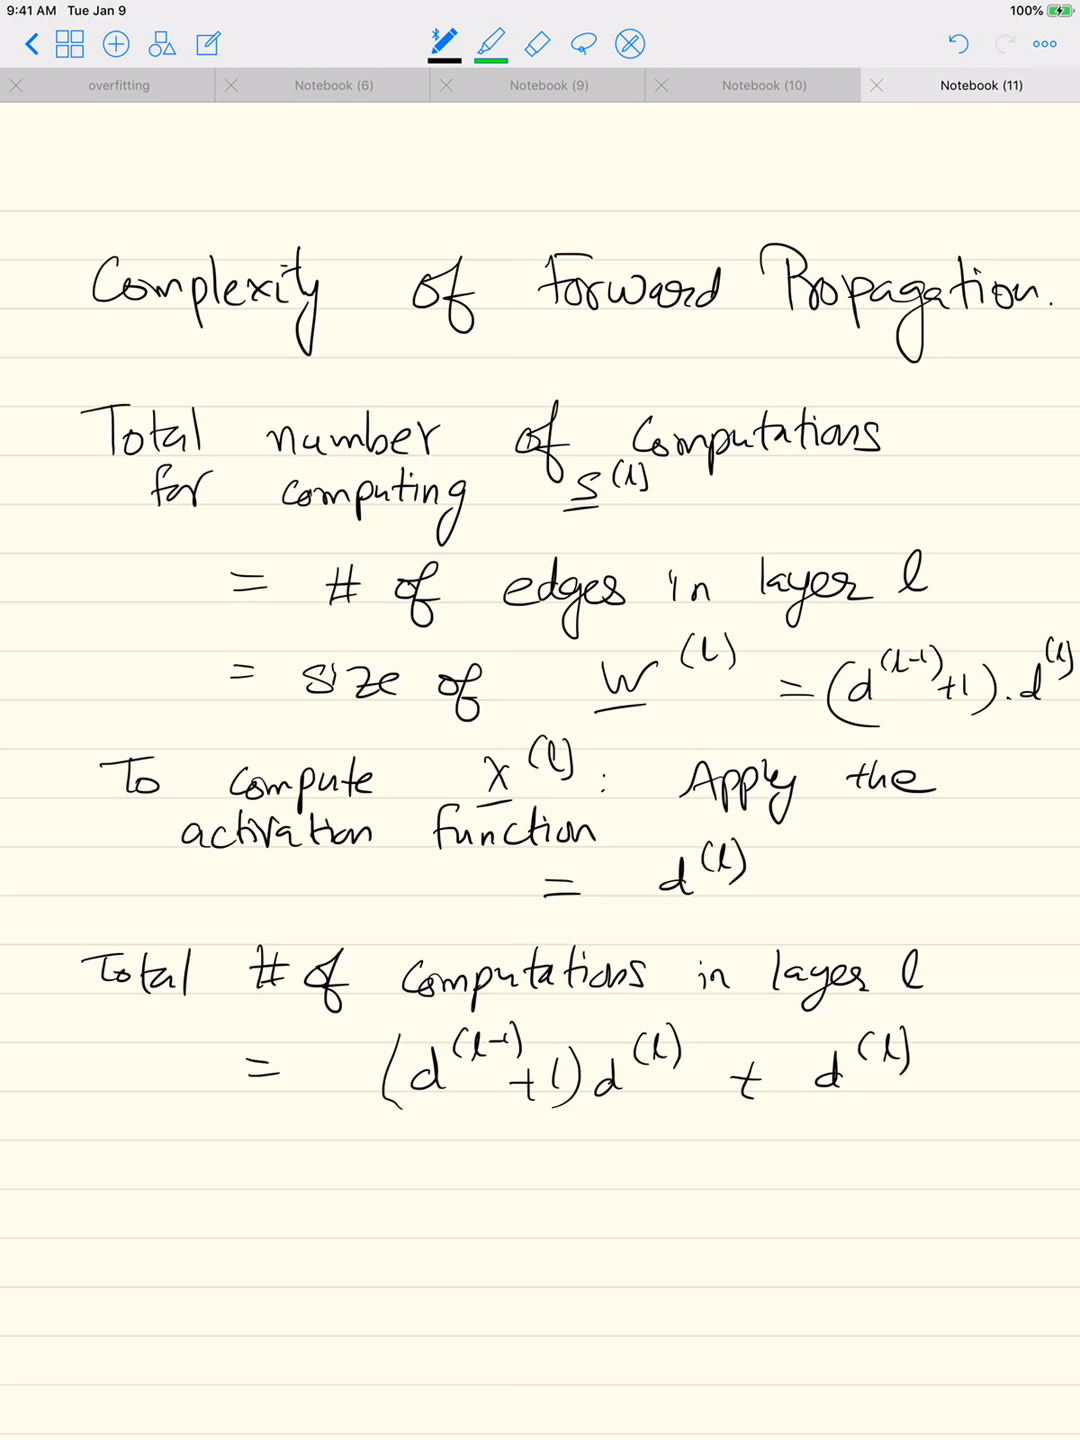 9:41 AM Tue Jan 9 100%
overfitting Notebook (6) Notebook (9) Notebook (10) Notebook (11)
Complexity of Forward Propagation.
Total number of Computations
for computing s^(l)
= # of edges in layer l
= size of W^(l) = (d^(l-1)+1).d^(l)
To compute x^(l) : Apply the
activation function
= d^(l)
Total # of Computations in layer l
= (d^(l-1)+1)d^(l) + d^(l)